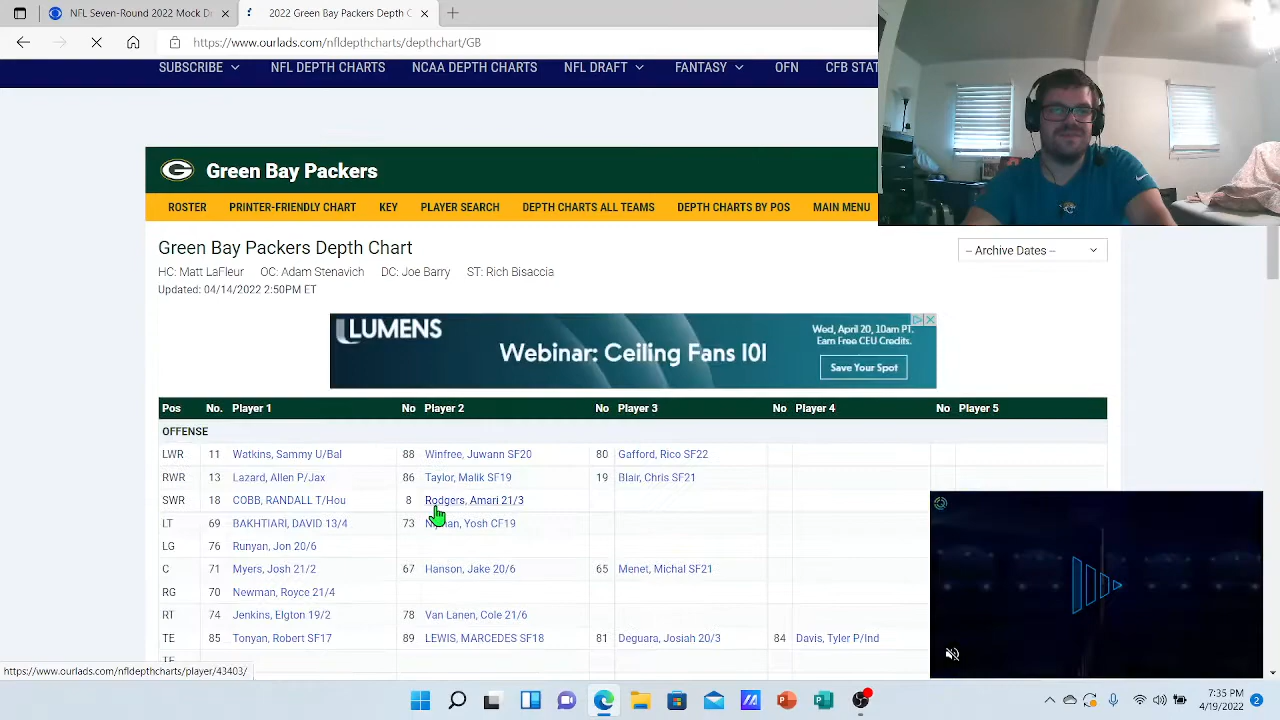 NFL Seven-Round
2022 Depth C
https://www.ourlads.com/nfldepthcharts/depthchart/GB
SUBSCRIBE NFL DEPTH CHARTS NCAA DEPTH CHARTS NFL DRAFT FANTASY OFN CFB STAT
G Green Bay Packers
ROSTER PRINTER-FRIENDLY CHART KEY PLAYER SEARCH DEPTH CHARTS ALL TEAMS DEPTH CHARTS BY POS MAIN MENU
Green Bay Packers Depth Chart
-- Archive Dates --
HC: Matt LaFleur OC: Adam Stenavich DC: Joe Barry ST: Rich Bisaccia
Updated: 04/14/2022 2:50PM ET
LUMENS
Webinar: Ceiling Fans 101
Wed, April 20, 10am PT.
Earn Free CEU Credits.
Save Your Spot
Pos No. Player 1 No Player 2 No Player 3 No Player 4 No Player 5
OFFENSE
LWR 11 Watkins, Sammy U/Bal 88 Winfree, Juwann SF20 80 Gafford, Rico SF22
RWR 13 Lazard, Allen P/Jax 86 Taylor, Malik SF19 19 Blair, Chris SF21
SWR 18 COBB, RANDALL T/Hou 8 Rodgers, Amari 21/3
LT 69 BAKHTIARI, DAVID 13/4 73 Yosh CF19
LG 76 Runyan, Jon 20/6
C 71 Myers, Josh 21/2 67 Hanson, Jake 20/6 65 Menet, Michal SF21
RG 70 Newman, Royce 21/4
RT 74 Jenkins, Elgton 19/2 78 Van Lanen, Cole 21/6
TE 85 Tonyan, Robert SF17 89 LEWIS, MARCEDES SF18 81 Deguara, Josiah 20/3 84 Davis, Tyler P/Ind
TE
https://www.ourlads.com/nfldepthcharts/player/43403/
7:35 PM
4/19/2022
2